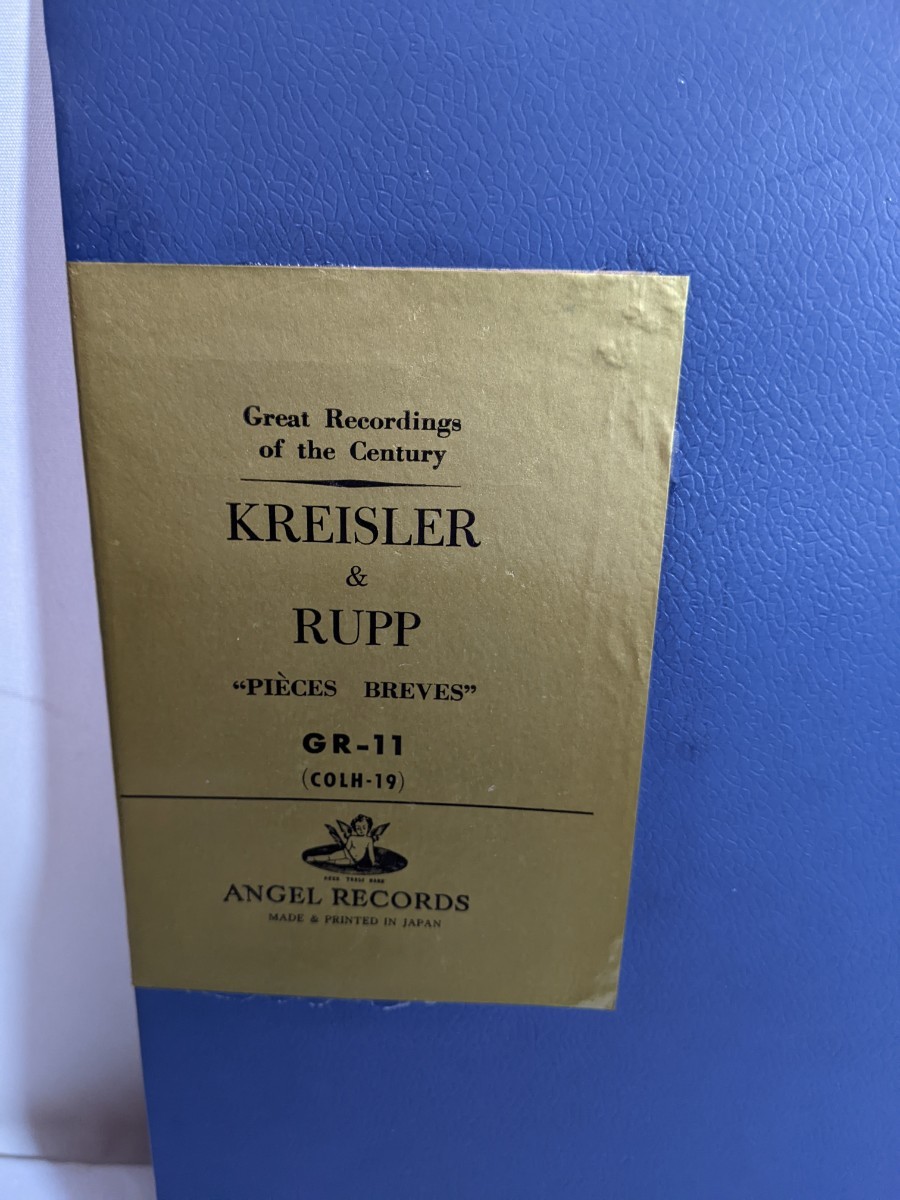 Great Recordings
of the Century
KREISLER
&
RUPP
“PIÈCES BREVES”
GR-11
(COLH-19)
ANGEL RECORDS
MADE & PRINTED IN JAPAN